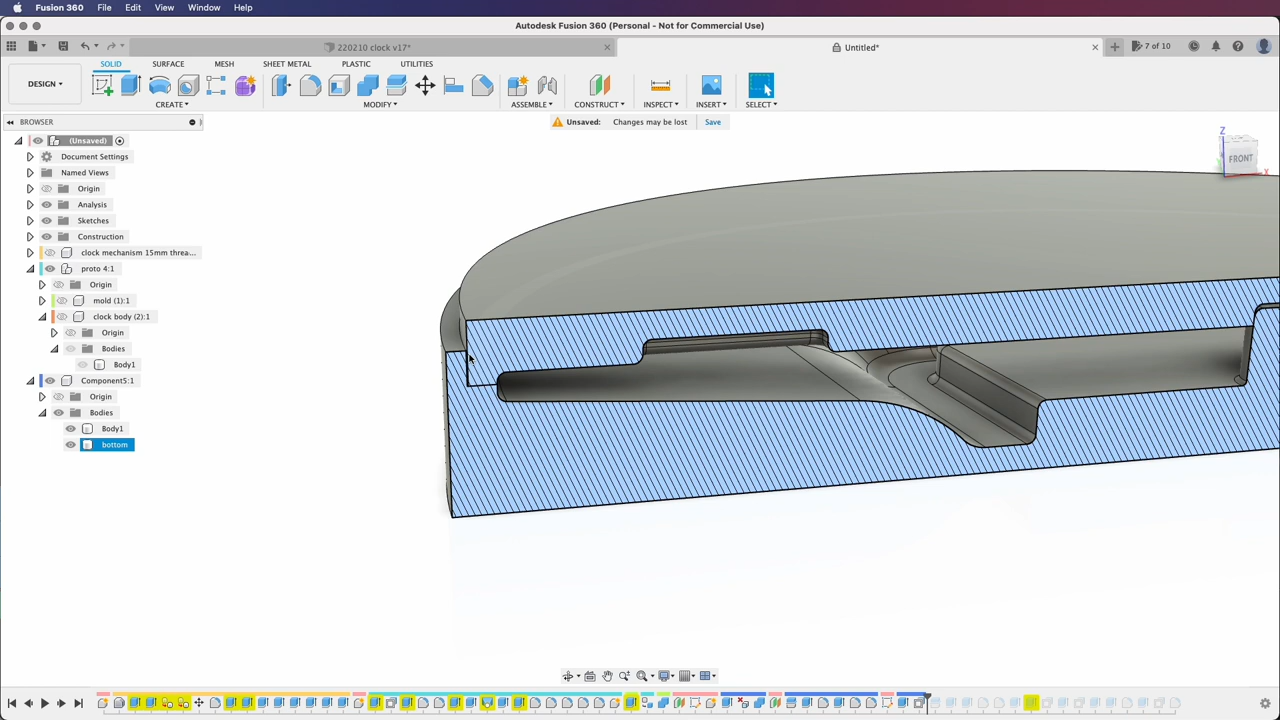 Fusion 360 File Edit View Window Help
Autodesk Fusion 360 (Personal - Not for Commercial Use)
220210 clock v17*
Untitled*
7 of 10
SOLID SURFACE MESH SHEET METAL PLASTIC UTILITIES
DESIGN
CREATE MODIFY ASSEMBLE CONSTRUCT INSPECT INSERT SELECT
BROWSER
Unsaved: Changes may be lost Save
(Unsaved)
Document Settings
Named Views
Origin
Analysis
Sketches
Construction
clock mechanism 15mm threa...
proto 4:1
Origin
mold (1):1
clock body (2):1
Origin
Bodies
Body1
Component5:1
Origin
Bodies
Body1
bottom
Z
FRONT
X